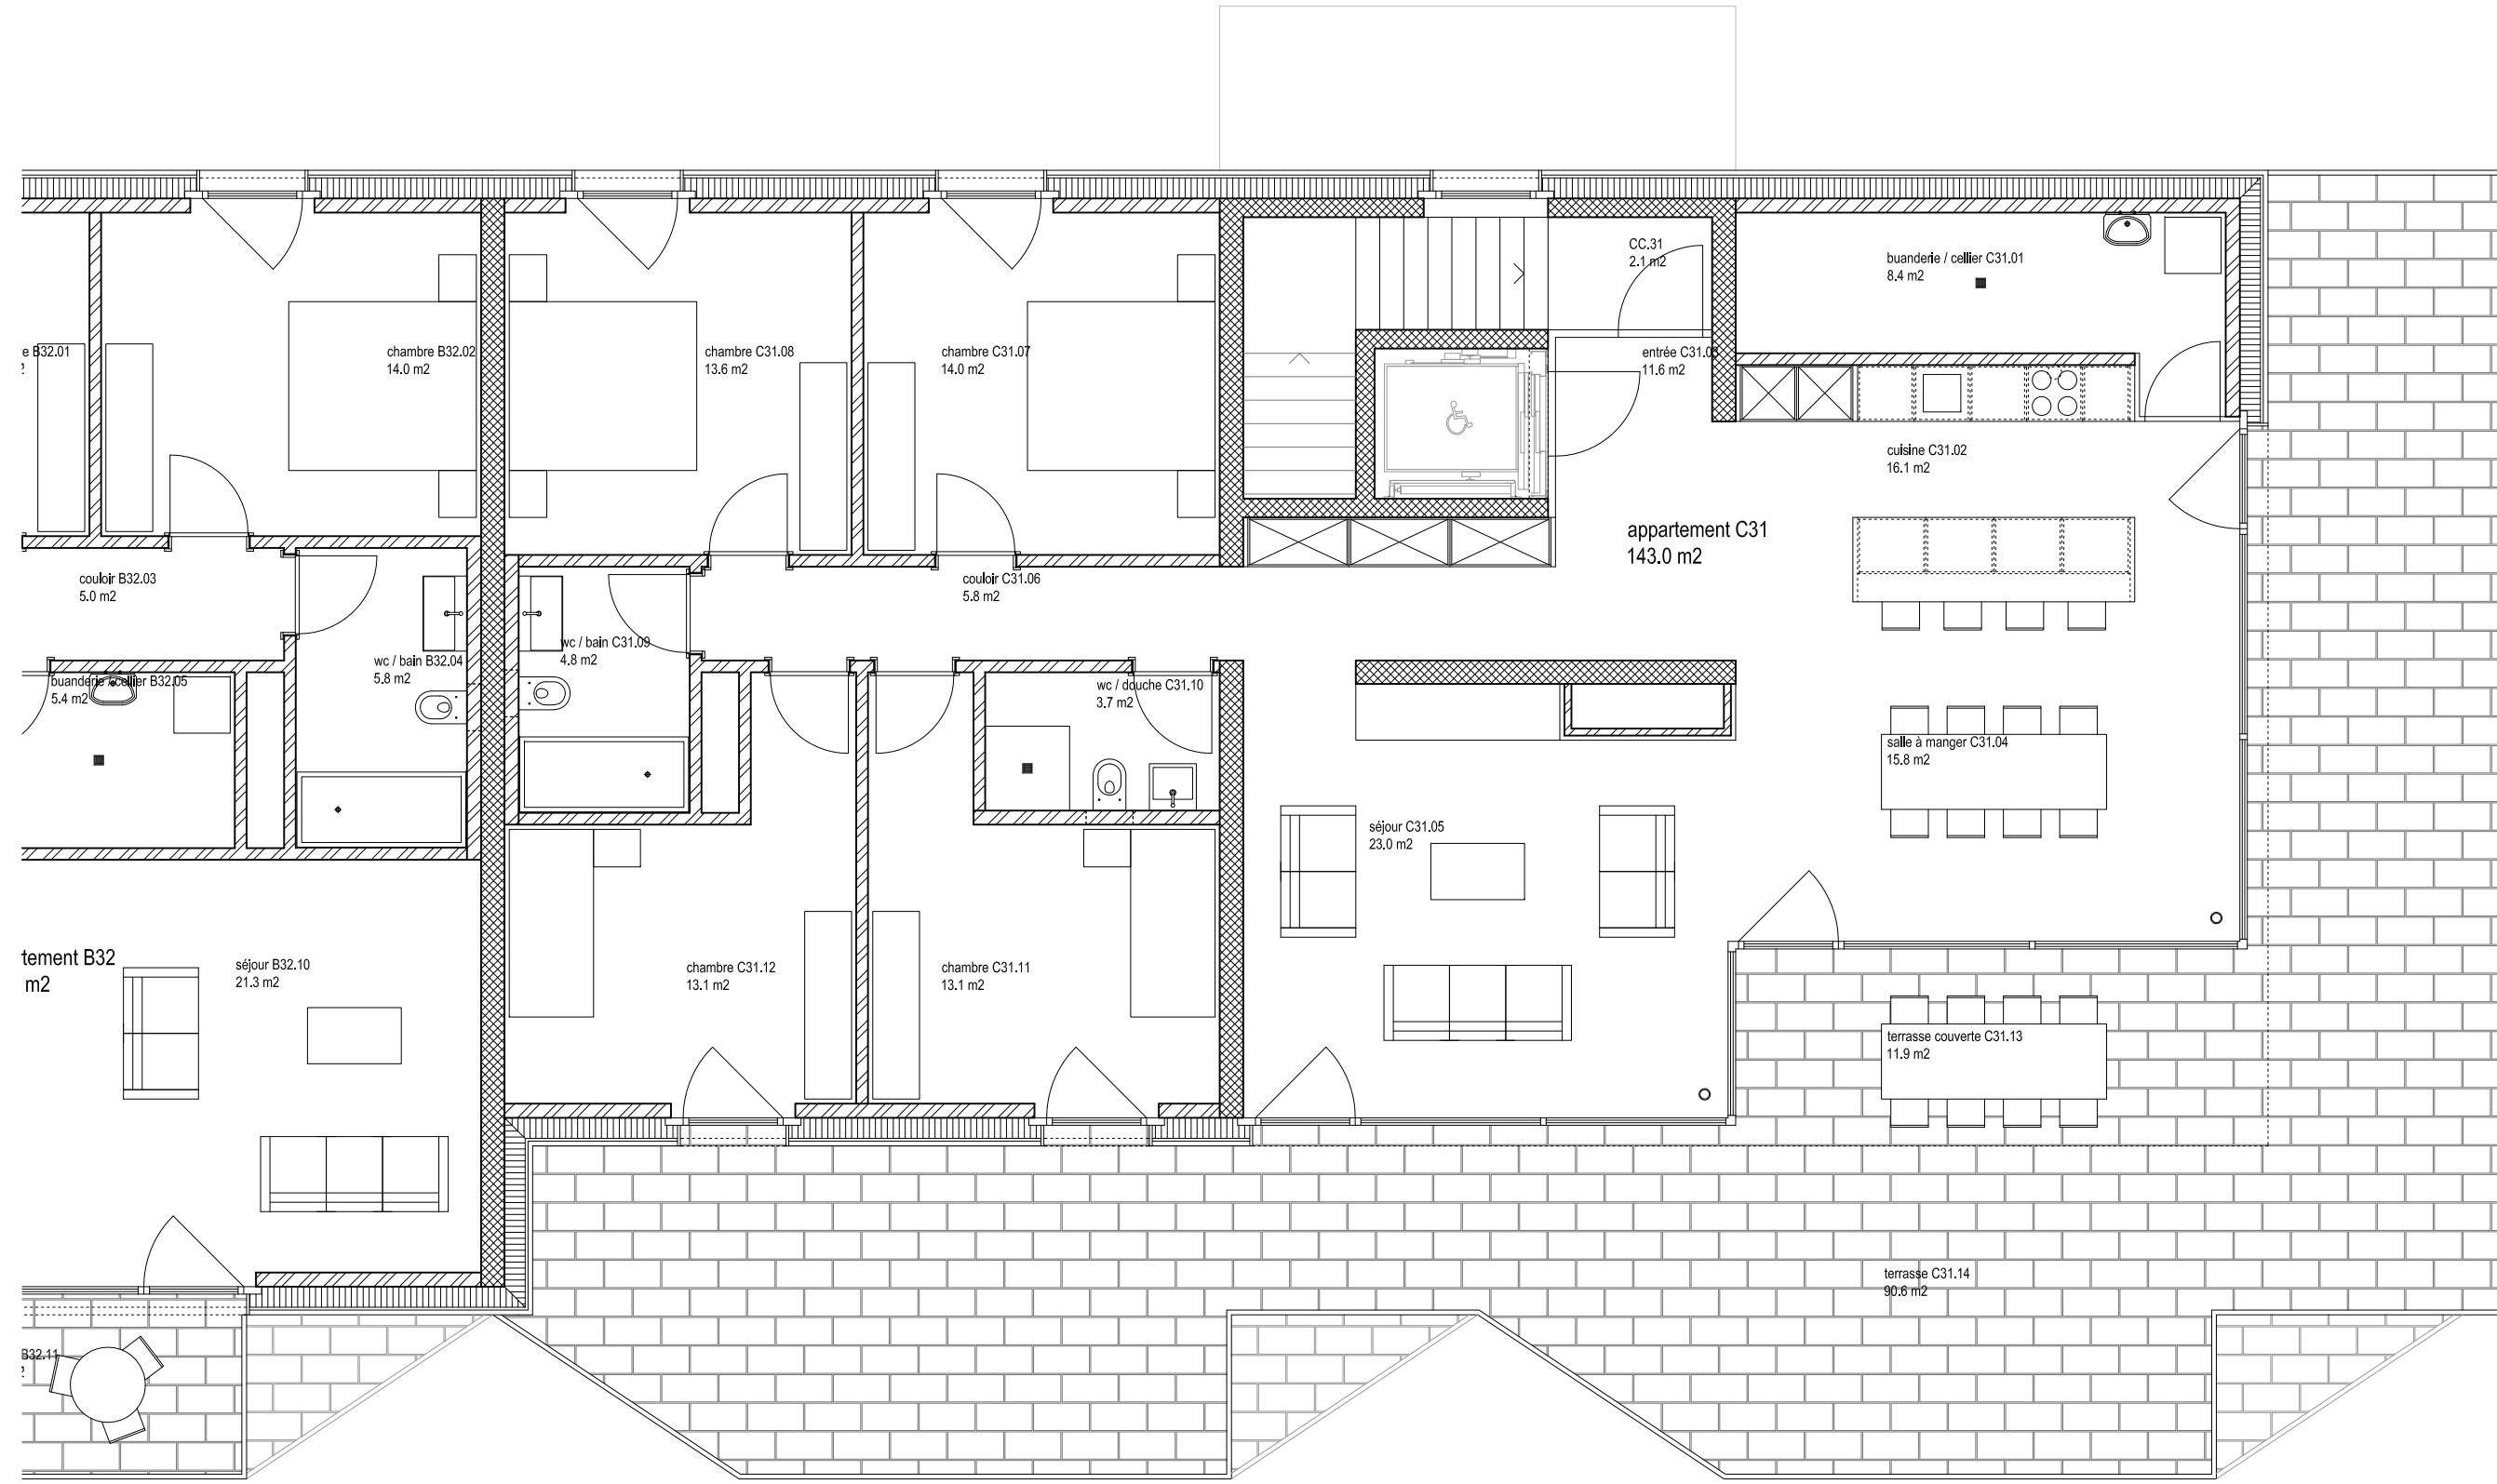 CC.31
2.1 m2
buanderie / cellier C31.01
8.4 m2
e B32.01
chambre B32.02
14.0 m2
chambre C31.08
13.6 m2
chambre C31.07
14.0 m2
entrée C31.03
11.6 m2
cuisine C31.02
16.1 m2
appartement C31
143.0 m2
couloir B32.03
5.0 m2
couloir C31.06
5.8 m2
wc / bain C31.09
4.8 m2
wc / bain B32.04
5.8 m2
buanderie / cellier B32.05
5.4 m2
wc / douche C31.10
3.7 m2
salle à manger C31.04
15.8 m2
séjour C31.05
23.0 m2
tement B32
m2
séjour B32.10
21.3 m2
chambre C31.12
13.1 m2
chambre C31.11
13.1 m2
terrasse couverte C31.13
11.9 m2
terrasse C31.14
90.6 m2
B32.11